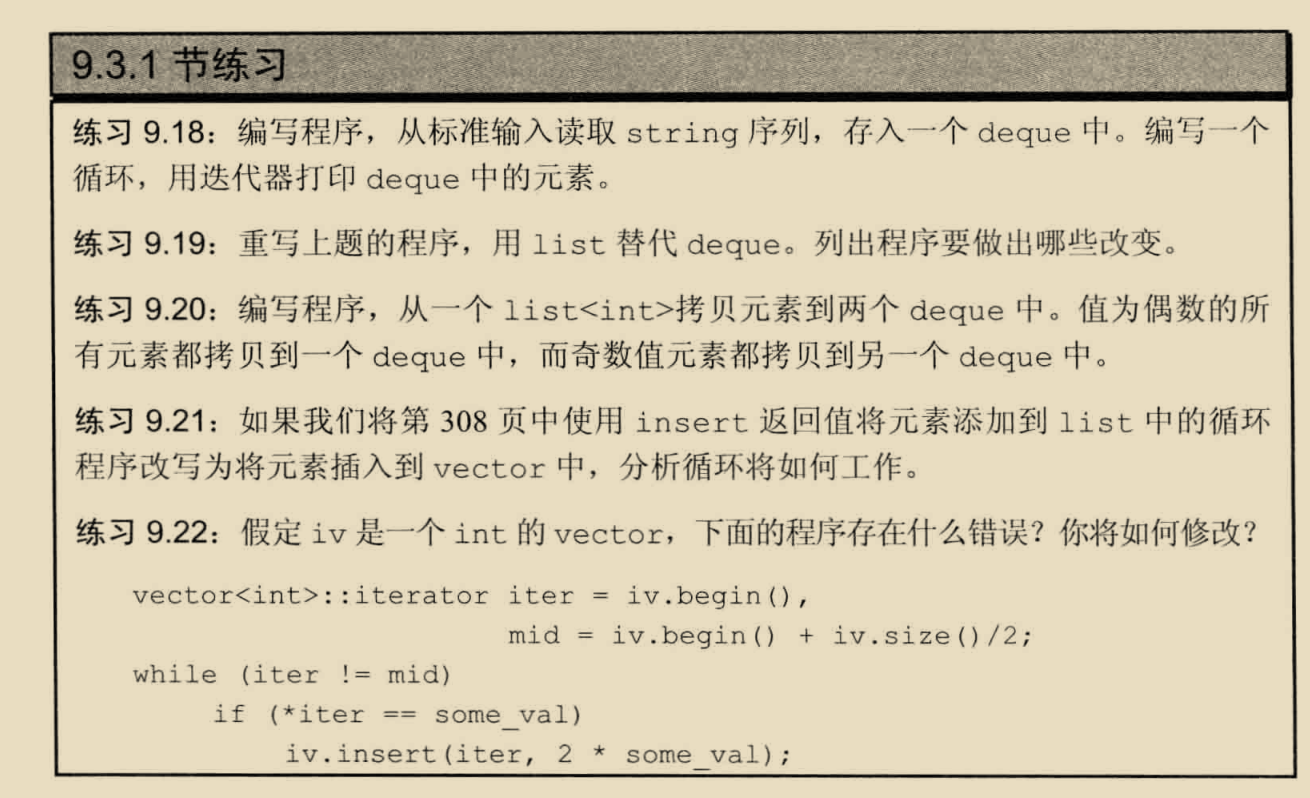 9.3.1 节练习
练习 9.18：编写程序，从标准输入读取 string 序列，存入一个 deque 中。编写一个
循环，用迭代器打印 deque 中的元素。
练习 9.19：重写上题的程序，用 list 替代 deque。列出程序要做出哪些改变。
练习 9.20：编写程序，从一个 list<int>拷贝元素到两个 deque 中。值为偶数的所
有元素都拷贝到一个 deque 中，而奇数值元素都拷贝到另一个 deque 中。
练习 9.21：如果我们将第 308 页中使用 insert 返回值将元素添加到 list 中的循环
程序改写为将元素插入到 vector 中，分析循环将如何工作。
练习 9.22：假定 iv 是一个 int 的 vector，下面的程序存在什么错误？你将如何修改？
vector<int>::iterator iter = iv.begin(),
mid = iv.begin() + iv.size()/2;
while (iter != mid)
if (*iter == some_val)
iv.insert(iter, 2 * some_val);